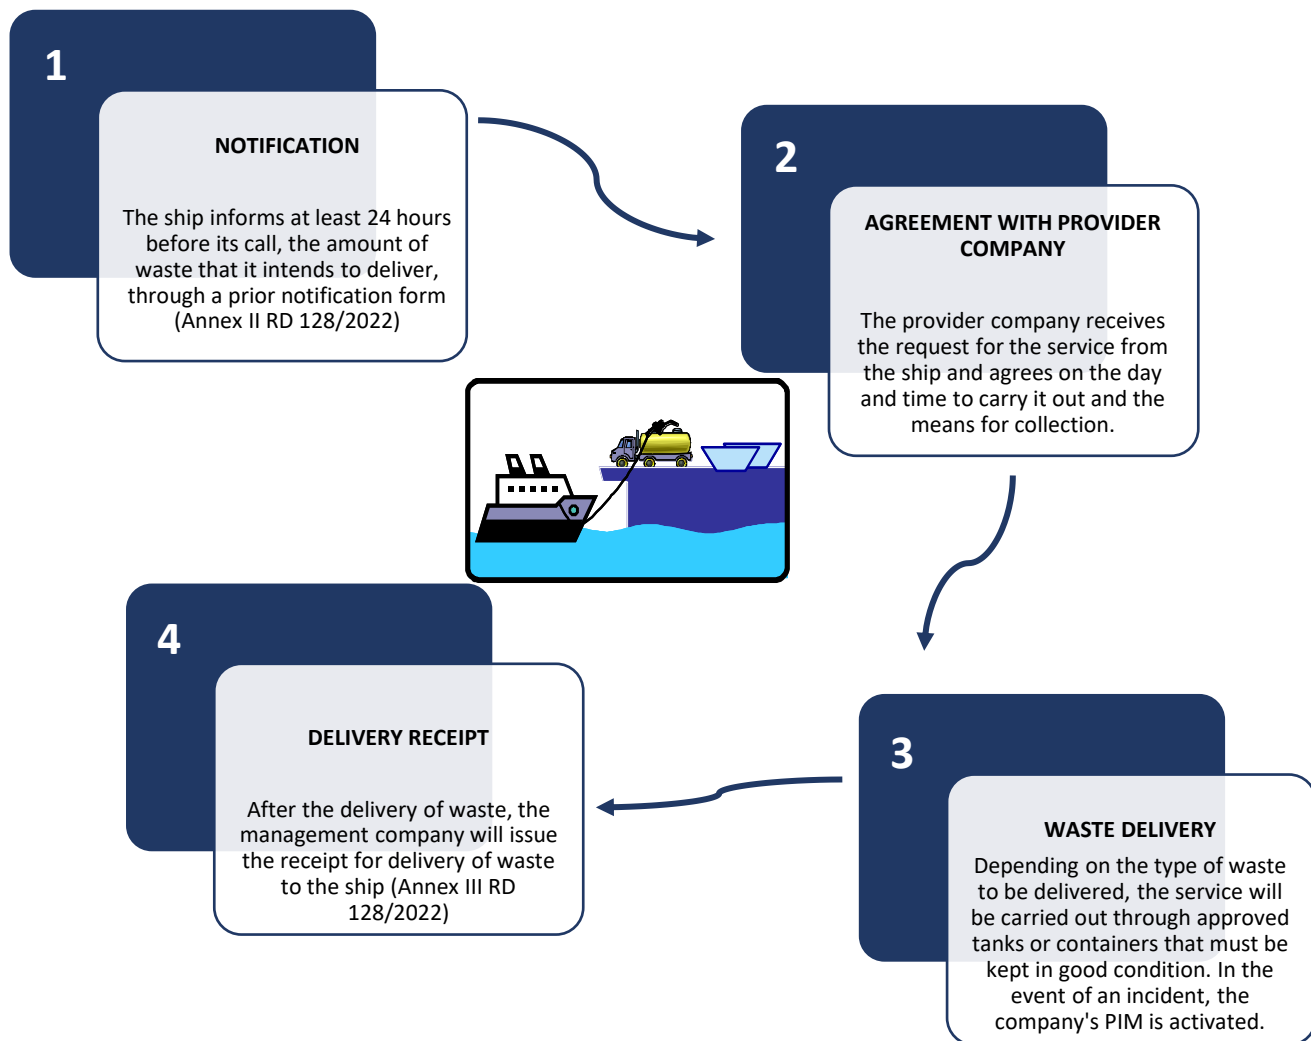 1
NOTIFICATION
The ship informs at least 24 hours
before its call, the amount of
waste that it intends to deliver,
through a prior notification form
(Annex II RD 128/2022)
2
AGREEMENT WITH PROVIDER
COMPANY
The provider company receives
the request for the service from
the ship and agrees on the day
and time to carry it out and the
means for collection.
3
WASTE DELIVERY
Depending on the type of waste
to be delivered, the service will
be carried out through approved
tanks or containers that must be
kept in good condition. In the
event of an incident, the
company's PIM is activated.
4
DELIVERY RECEIPT
After the delivery of waste, the
management company will issue
the receipt for delivery of waste
to the ship (Annex III RD
128/2022)